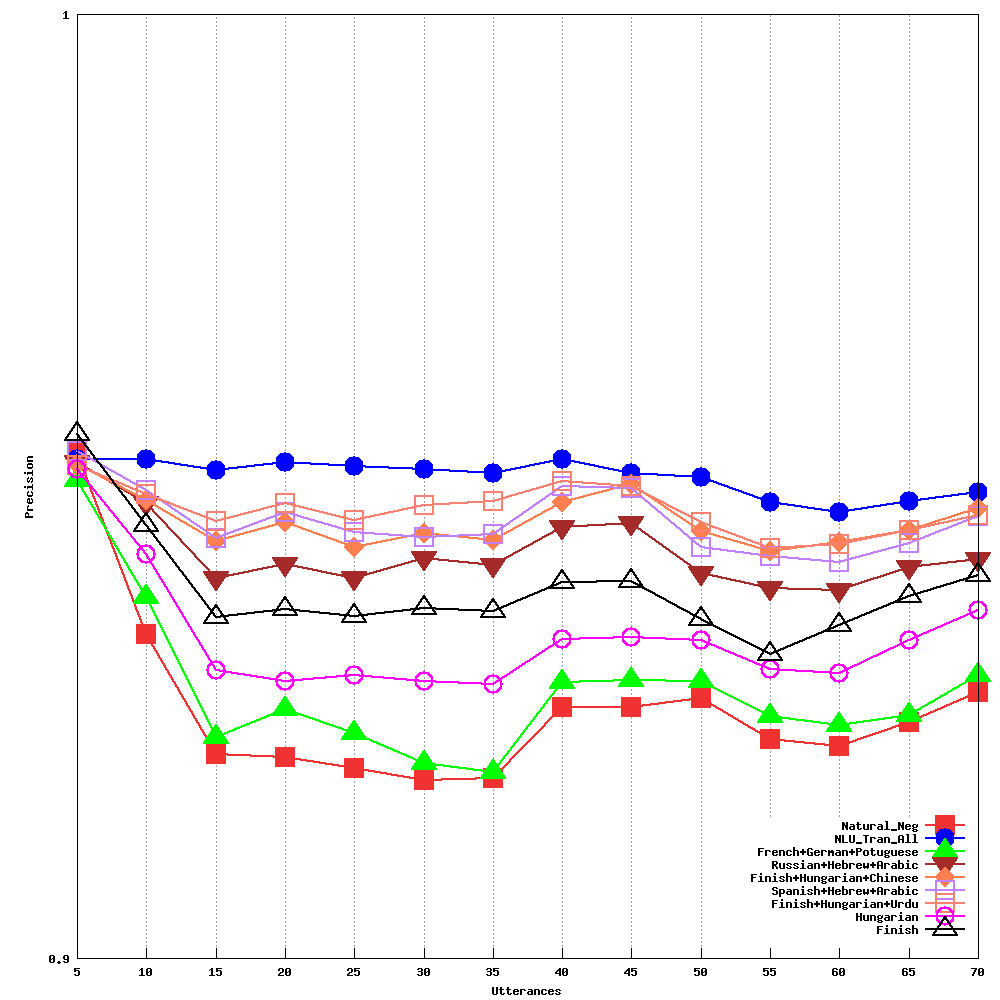 1
Precision
Natural_Neg
NLU_Tran_All
French+German+Potuguese
Russian+Hebrew+Arabic
Finish+Hungarian+Chinese
Spanish+Hebrew+Arabic
Finish+Hungarian+Urdu
Hungarian
Finish
0.9
5 10 15 20 25 30 35 40 45 50 55 60 65 70
Utterances